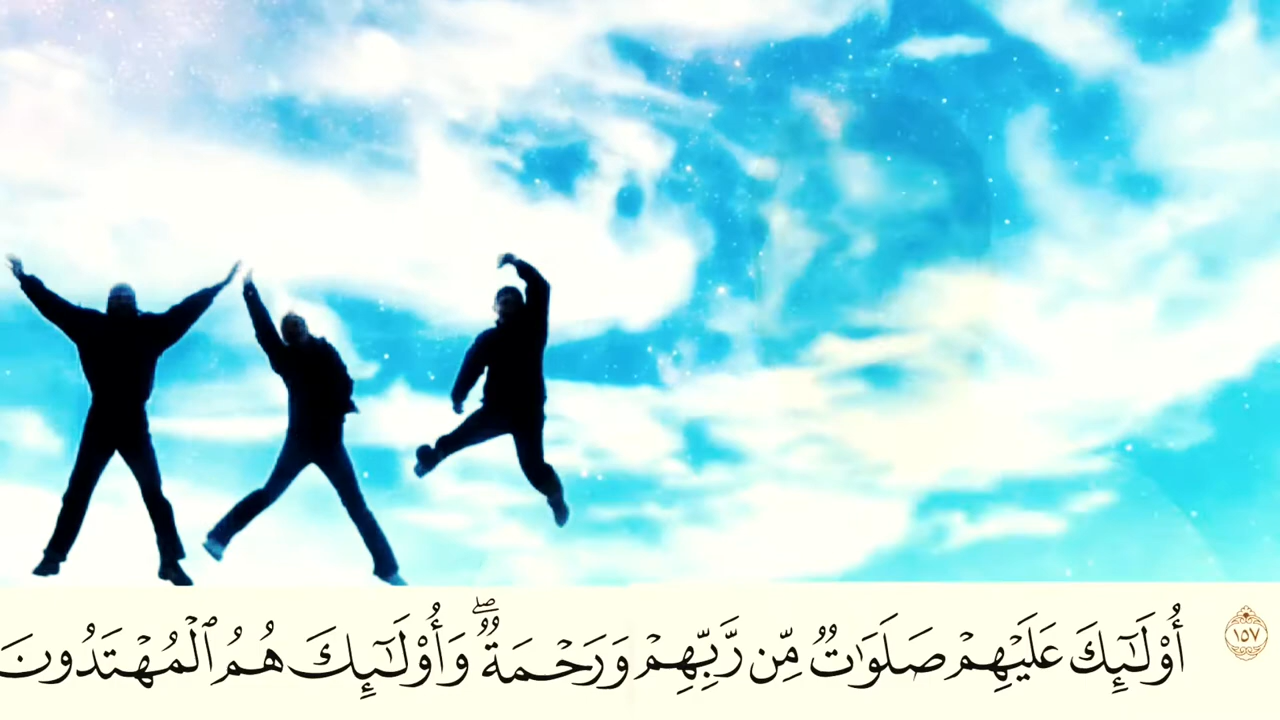 ١٥٧ أُوْلَـٰٓئِكَ عَلَيْهِمْ صَلَوَٰتٌ مِّن رَّبِّهِمْ وَرَحْمَةٌۖ وَأُوْلَـٰٓئِكَ هُمُ ٱلْمُهْتَدُونَ